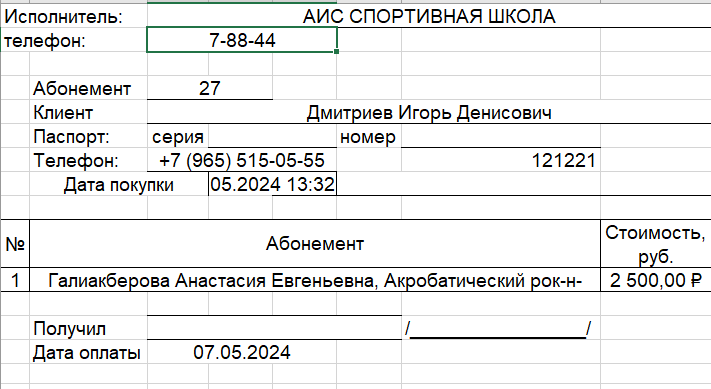 Исполнитель: АИС СПОРТИВНАЯ ШКОЛА
телефон: 7-88-44
Абонемент 27
Клиент Дмитриев Игорь Денисович
Паспорт: серия номер
Телефон: +7 (965) 515-05-55 121221
Дата покупки 05.2024 13:32
№ Абонемент Стоимость, руб.
1 Галиакберова Анастасия Евгеньевна, Акробатический рок-н- 2 500,00 ₽
Получил / /
Дата оплаты 07.05.2024